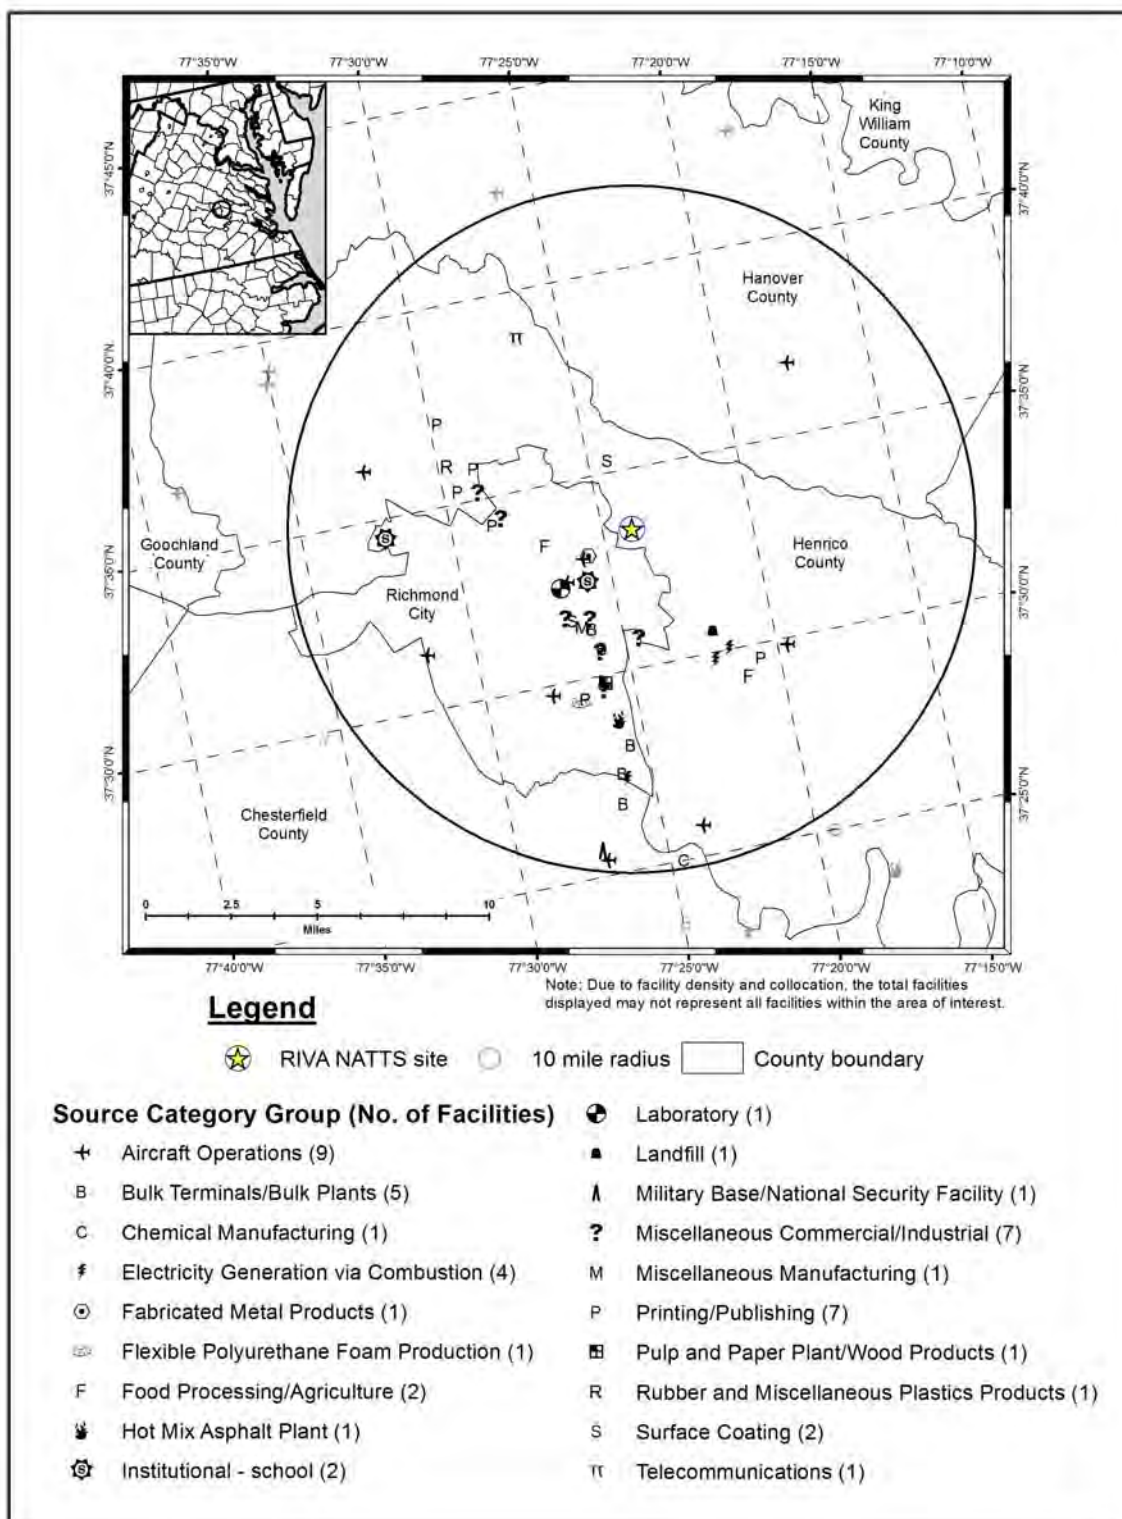 77°35'0"W 77°30'0"W 77°25'0"W 77°20'0"W 77°15'0"W 77°10'0"W
King
William
County
37°45'0"N
37°40'0"N
Hanover
County
π
37°40'0"N
37°35'0"N
P
R P S
P ?
P ?
S
Goochland
County
F
Henrico
County
Richmond
City
S
37°35'0"N
37°30'0"N
? S ?
M B
?
?
P
F
P
?
B
B
B
37°30'0"N
37°25'0"N
Chesterfield
County
C
0 2.5 5 10
Miles
77°40'0"W 77°35'0"W 77°30'0"W 77°25'0"W 77°20'0"W 77°15'0"W
Note: Due to facility density and collocation, the total facilities
displayed may not represent all facilities within the area of interest.
Legend
RIVA NATTS site 10 mile radius County boundary
Source Category Group (No. of Facilities)
Aircraft Operations (9)
B Bulk Terminals/Bulk Plants (5)
C Chemical Manufacturing (1)
Electricity Generation via Combustion (4)
Fabricated Metal Products (1)
Flexible Polyurethane Foam Production (1)
F Food Processing/Agriculture (2)
Hot Mix Asphalt Plant (1)
S Institutional - school (2)
Laboratory (1)
Landfill (1)
Military Base/National Security Facility (1)
? Miscellaneous Commercial/Industrial (7)
M Miscellaneous Manufacturing (1)
P Printing/Publishing (7)
Pulp and Paper Plant/Wood Products (1)
R Rubber and Miscellaneous Plastics Products (1)
S Surface Coating (2)
π Telecommunications (1)